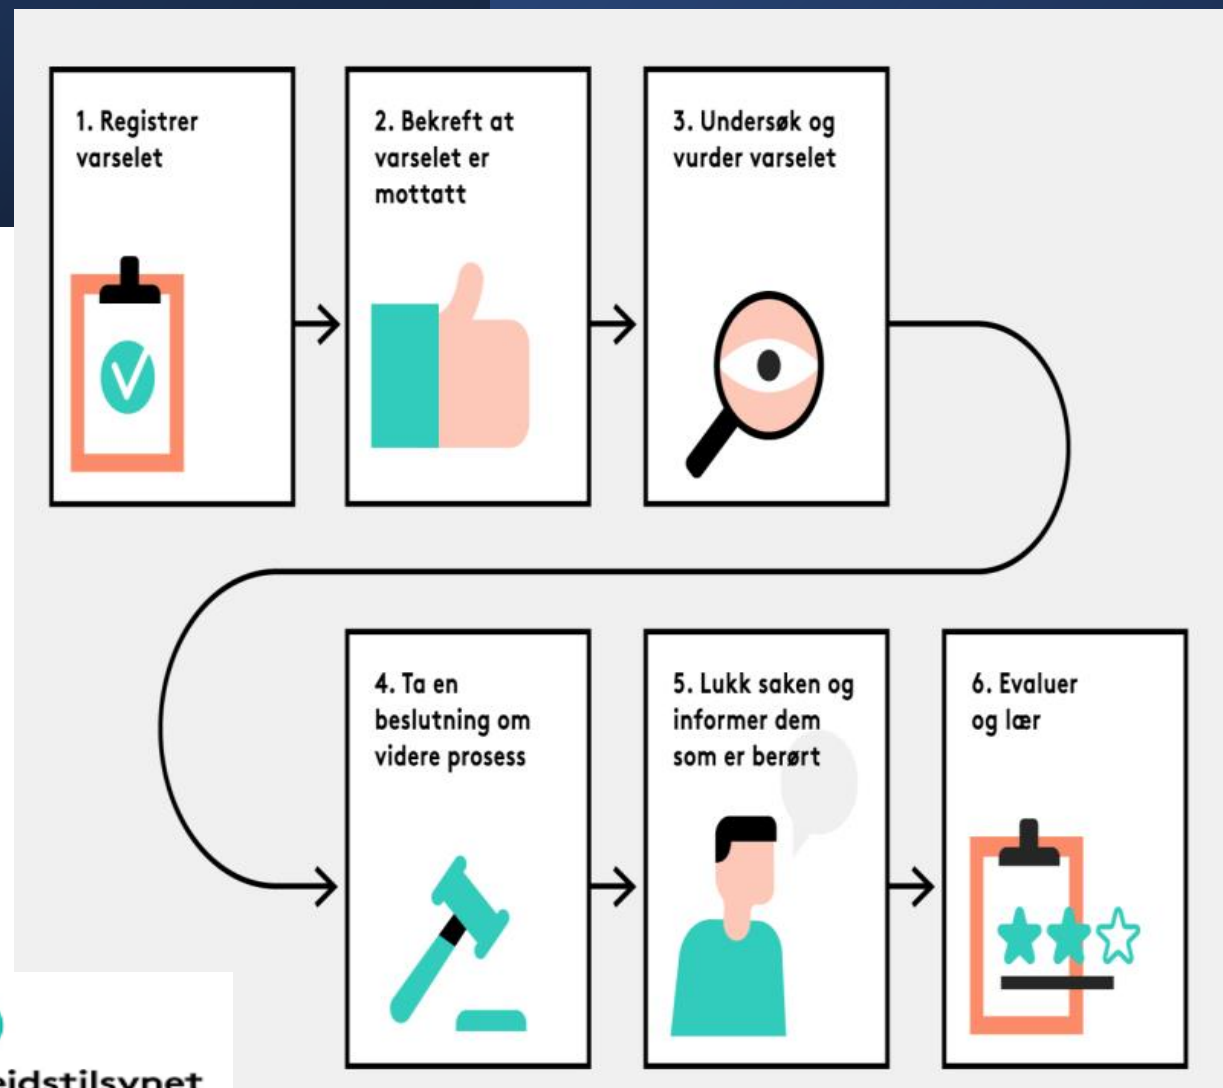 1. Registrer
varselet
2. Bekreft at
varselet er
mottatt
3. Undersøk og
vurder varselet
4. Ta en
beslutning om
videre prosess
5. Lukk saken og
informer dem
som er berørt
6. Evaluer
og lær